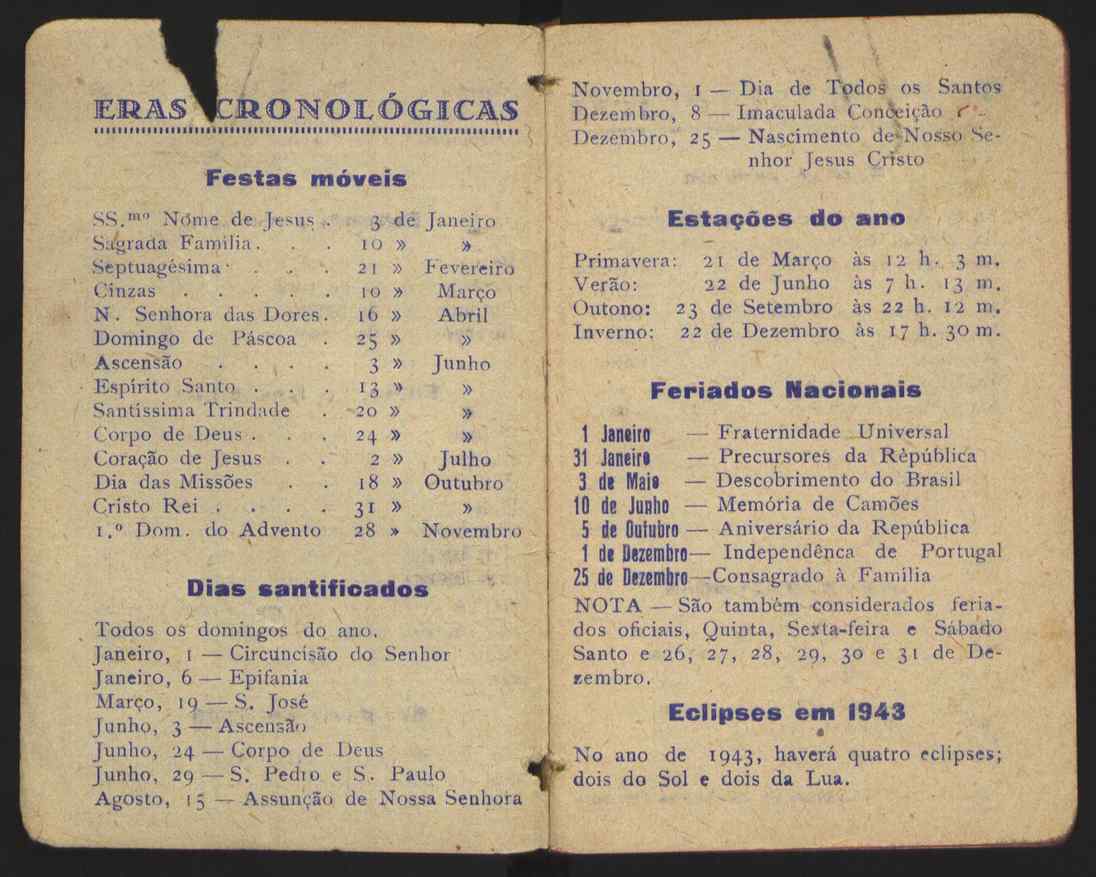 ERAS CRONOLÓGICAS
Festas móveis
SS.ᵐº Nome de Jesus . 3 de Janeiro
Sagrada Família . . . 10 » »
Septuagésima . . . 21 » Fevereiro
Cinzas . . . . . 10 » Março
N. Senhora das Dores . 16 » Abril
Domingo de Páscoa . 25 » »
Ascensão . . . . 3 » Junho
Espírito Santo . . . 13 » »
Santíssima Trindade . 20 » »
Corpo de Deus . . . 24 » »
Coração de Jesus . . 2 » Julho
Dia das Missões . . 18 » Outubro
Cristo Rei . . . . 31 » »
1.º Dom. do Advento 28 » Novembro
Dias santificados
Todos os domingos do ano.
Janeiro, 1 — Circuncisão do Senhor
Janeiro, 6 — Epifania
Março, 19 — S. José
Junho, 3 — Ascensão
Junho, 24 — Corpo de Deus
Junho, 29 — S. Pedro e S. Paulo
Agosto, 15 — Assunção de Nossa Senhora
Novembro, 1 — Dia de Todos os Santos
Dezembro, 8 — Imaculada Conceição
Dezembro, 25 — Nascimento de Nosso Se-
nhor Jesus Cristo
Estações do ano
Primavera: 21 de Março às 12 h. 3 m.
Verão: 22 de Junho às 7 h. 13 m.
Outono: 23 de Setembro às 22 h. 12 m.
Inverno: 22 de Dezembro às 17 h. 30 m.
Feriados Nacionais
1 Janeiro — Fraternidade Universal
31 Janeiro — Precursores da Rèpública
3 de Maio — Descobrimento do Brasil
10 de Junho — Memória de Camões
5 de Outubro — Aniversário da República
1 de Dezembro — Independênca de Portugal
25 de Dezembro — Consagrado à Família
NOTA — São também considerados feria-
dos oficiais, Quinta, Sexta-feira e Sábado
Santo e 26, 27, 28, 29, 30 e 31 de De-
zembro.
Eclipses em 1943
No ano de 1943, haverá quatro eclipses;
dois do Sol e dois da Lua.